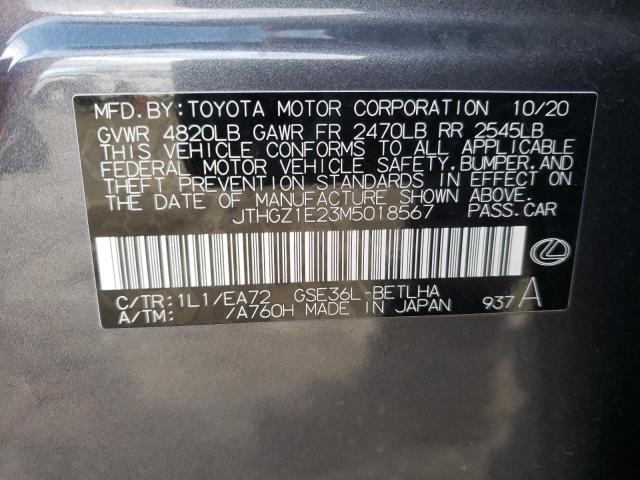 MFD. BY: TOYOTA MOTOR CORPORATION 10/20
GVWR 4820LB GAWR FR 2470LB RR 2545LB
THIS VEHICLE CONFORMS TO ALL APPLICABLE
FEDERAL MOTOR VEHICLE SAFETY, BUMPER, AND
THEFT PREVENTION STANDARDS IN EFFECT ON
THE DATE OF MANUFACTURE SHOWN ABOVE.
JTHGZ1E23M5018567 PASS.CAR
C/TR: 1L1/EA72 GSE36L-BETLHA
A/TM: /A760H MADE IN JAPAN 937 A